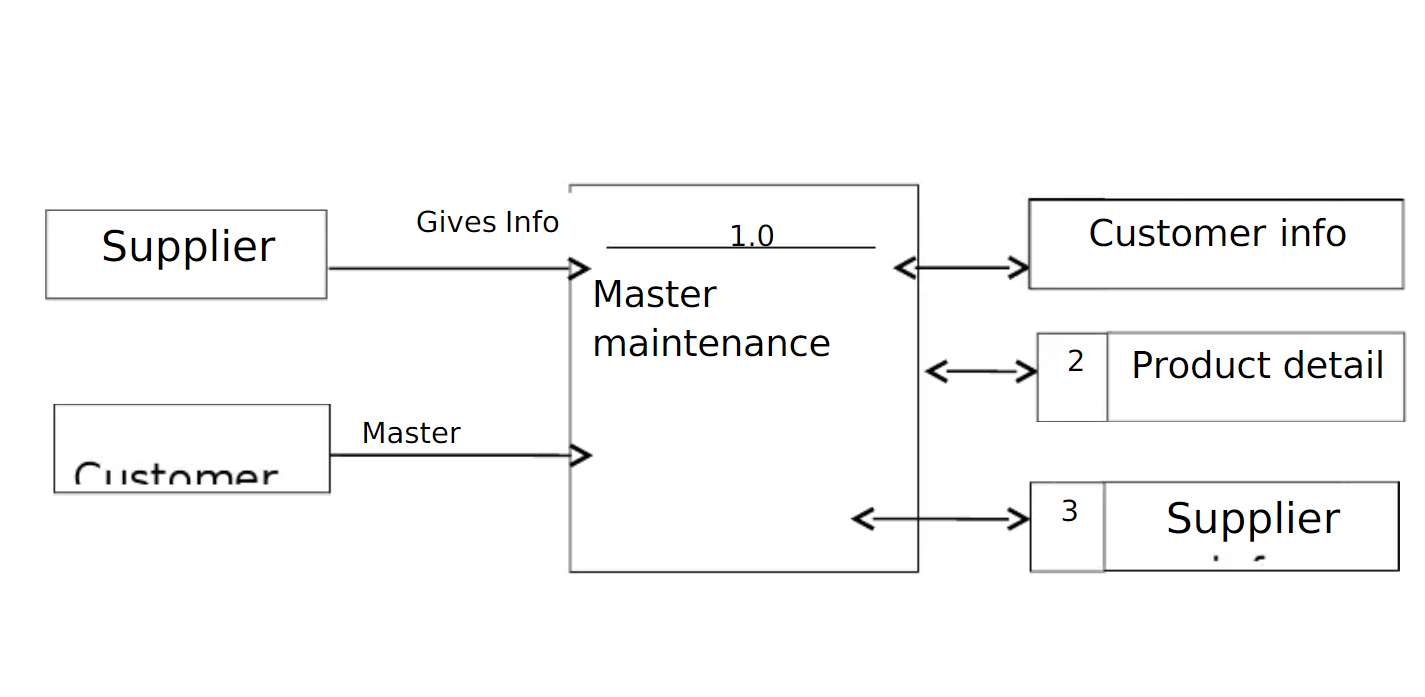 Supplier
Gives Info
1.0
Master
maintenance
Customer info
2
Product detail
Customer
Master
3
Supplier